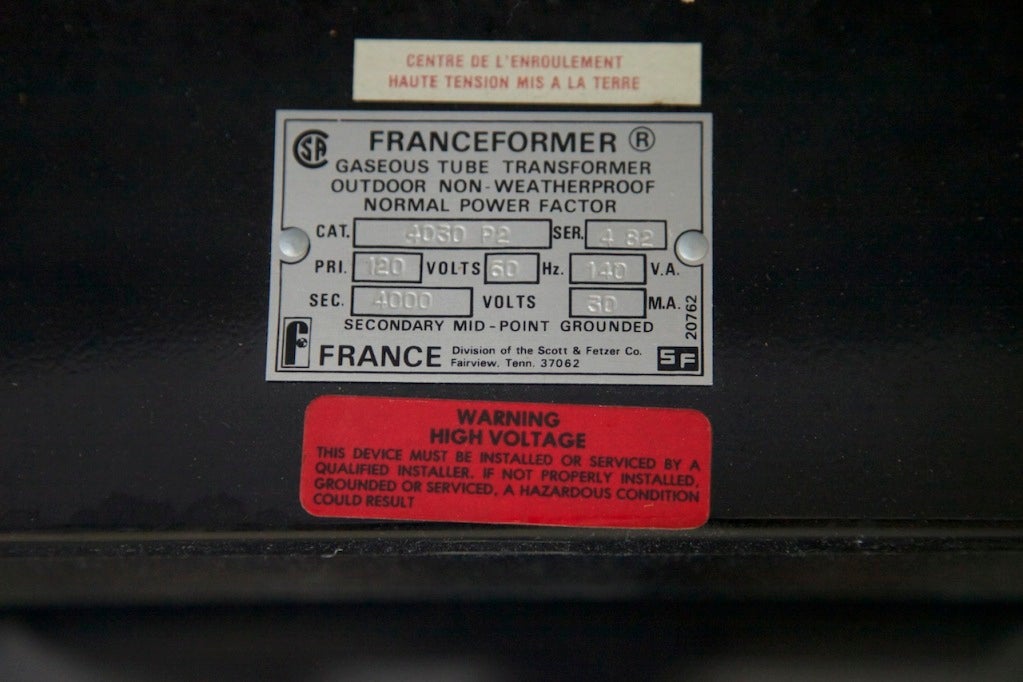 CENTRE DE L'ENROULEMENT
HAUTE TENSION MIS A LA TERRE
CSA FRANCEFORMER ®
GASEOUS TUBE TRANSFORMER
OUTDOOR NON-WEATHERPROOF
NORMAL POWER FACTOR
CAT. 4030 P2 SER. 4 82
PRI. 120 VOLTS 60 Hz. 140 V.A.
SEC. 4000 VOLTS 30 M.A.
SECONDARY MID-POINT GROUNDED
20762
f FRANCE Division of the Scott & Fetzer Co. SF
Fairview, Tenn. 37062
WARNING
HIGH VOLTAGE
THIS DEVICE MUST BE INSTALLED OR SERVICED BY A
QUALIFIED INSTALLER. IF NOT PROPERLY INSTALLED,
GROUNDED OR SERVICED, A HAZARDOUS CONDITION
COULD RESULT